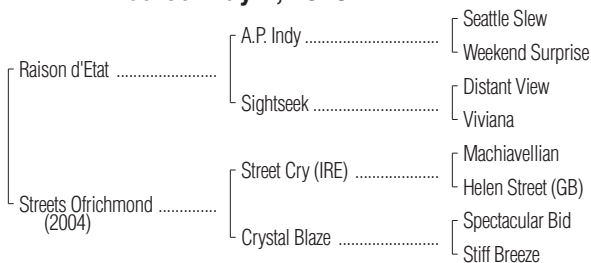 Seattle Slew
A.P. Indy ..................................
Weekend Surprise
Raison d'Etat .........................
Distant View
Sightseek ................................
Viviana
Machiavellian
Street Cry (IRE) .....................
Helen Street (GB)
Streets Ofrichmond ..............
(2004)
Spectacular Bid
Crystal Blaze .........................
Stiff Breeze